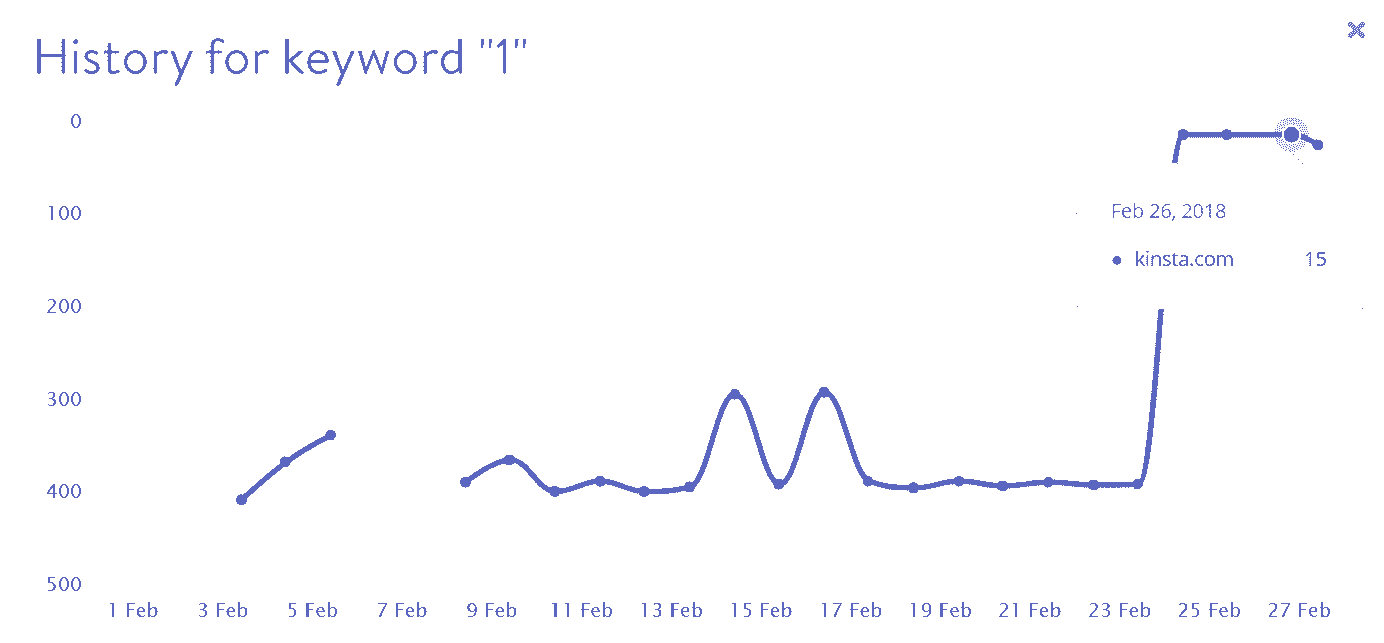 History for keyword "1"
0
100
200
300
400
500
Feb 26, 2018
kinsta.com 15
1 Feb 3 Feb 5 Feb 7 Feb 9 Feb 11 Feb 13 Feb 15 Feb 17 Feb 19 Feb 21 Feb 23 Feb 25 Feb 27 Feb